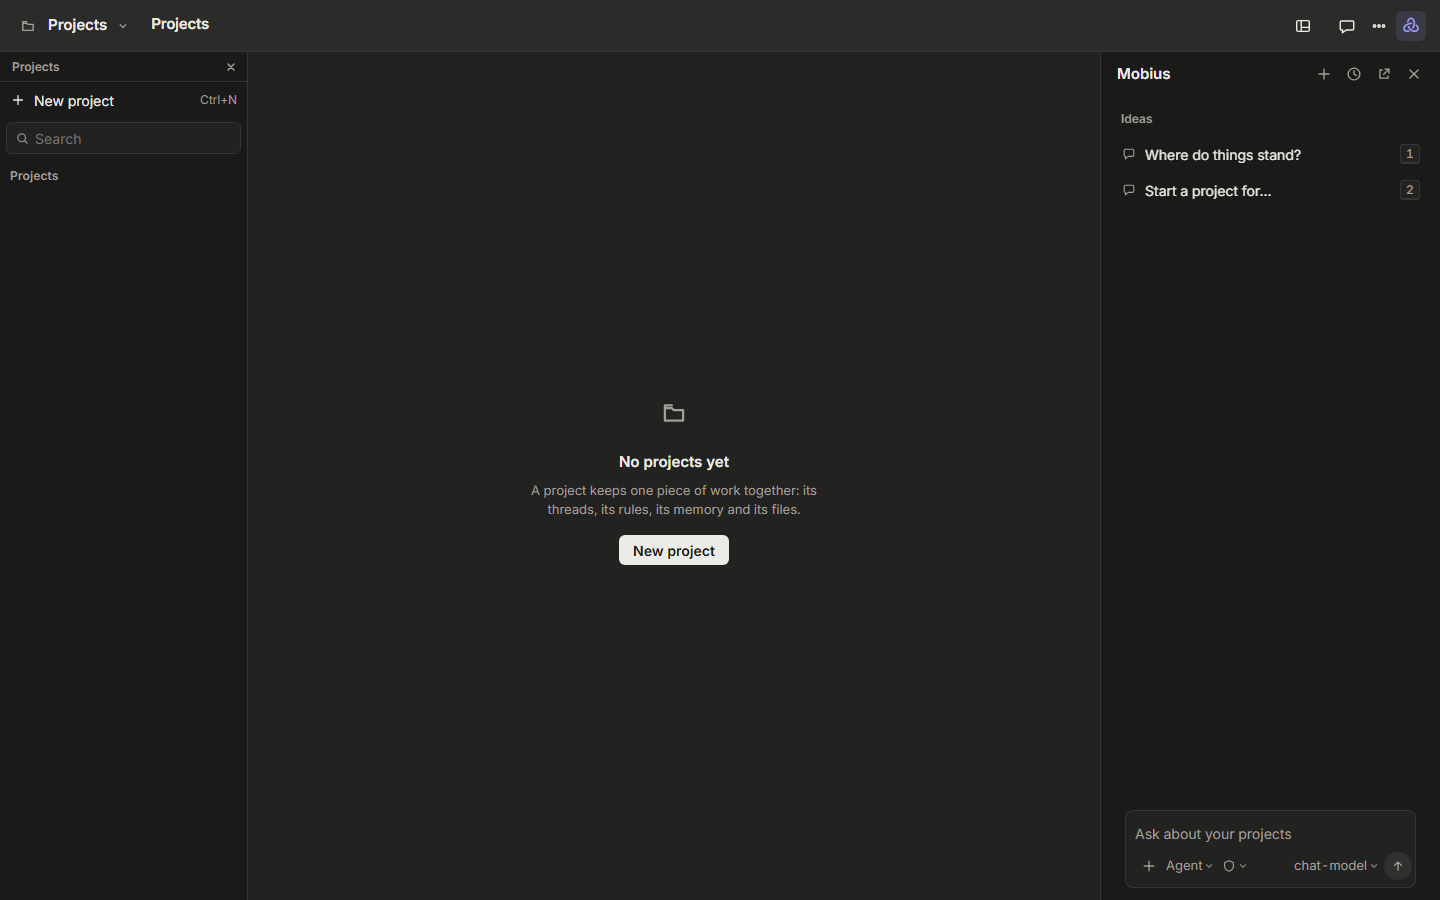 Projects
Projects
Projects
New project
Ctrl+N
Search
Projects
No projects yet
A project keeps one piece of work together: its
threads, its rules, its memory and its files.
New project
Mobius
Ideas
Where do things stand?
1
Start a project for...
2
Ask about your projects
Agent
chat-model